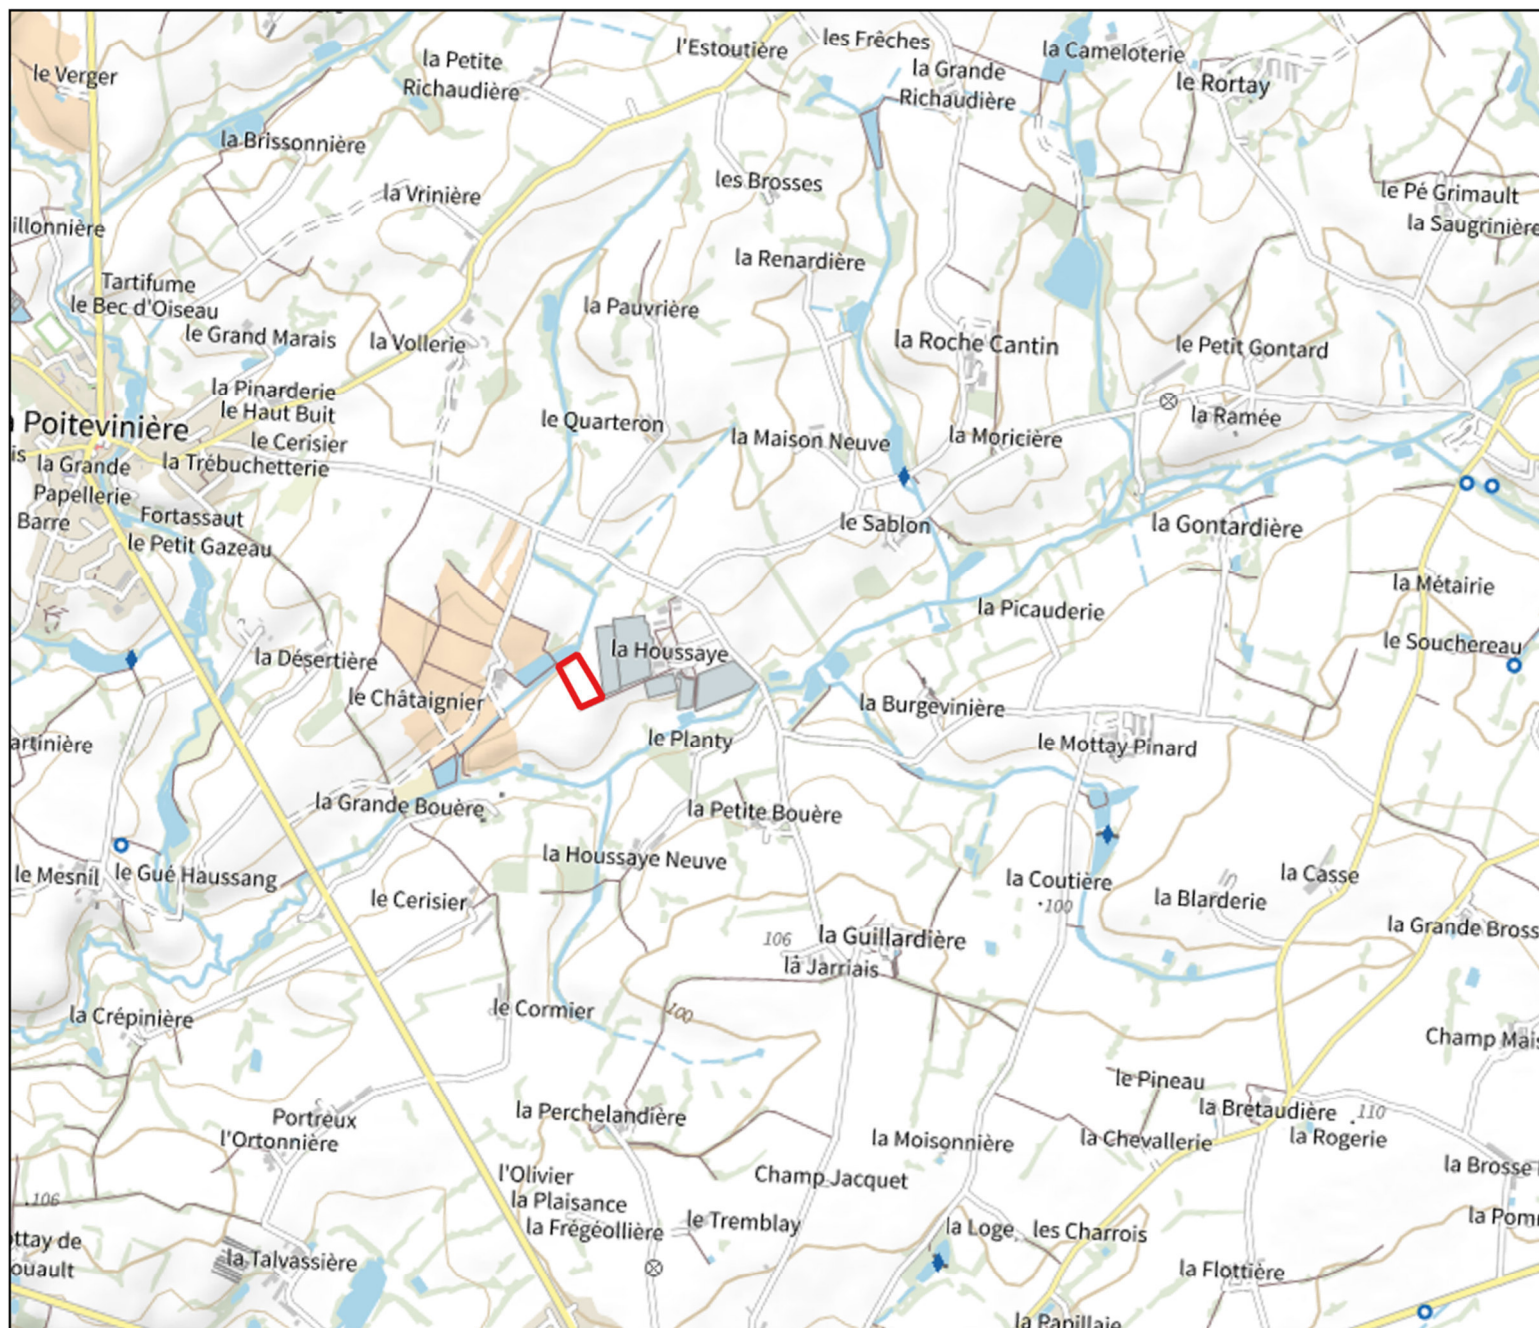 les Frêches
l'Estoutière
la Cameloterie
la Petite
Richaudière
la Grande
Richaudière
le Verger
le Rortay
la Brissonnière
les Brosses
la Vrinière
le Pé Grimault
la Saugrinière
illonnière
la Renardière
Tartifume
le Bec d'Oiseau
la Pauvrière
le Grand Marais
la Vollerie
la Roche Cantin
le Petit Gontard
la Pinarderie
le Haut Buit
la Ramée
Poitevinière
le Quarteron
le Cerisier
la Maison Neuve
la Moricière
is
la Grande
Papellerie
la Trébuchetterie
Barre
Fortassaut
le Petit Gazeau
le Sablon
la Gontardière
la Métairie
la Picauderie
le Souchereau
la Houssaye
la Désertière
le Châtaignier
la Burgevinière
artinière
le Planty
le Mottay Pinard
la Grande Bouère
la Petite Bouère
la Houssaye Neuve
le Mesnil
le Gué Haussang
la Casse
la Coutière
100
la Blarderie
le Cerisier
la Grande Bross
106
la Guillardière
la Jarriais
le Cormier
100
la Crépinière
Champ Mais
le Pineau
la Perchelandière
la Bretaudière
110
Portreux
l'Ortonnière
la Moisonnière
la Chevallerie
la Rogerie
la Brosse
l'Olivier
Champ Jacquet
106
la Plaisance
la Frégéollière
le Tremblay
la Pom
la Loge
les Charrois
ttay de
ouault
la Talvassière
la Flottière
la Papillaie